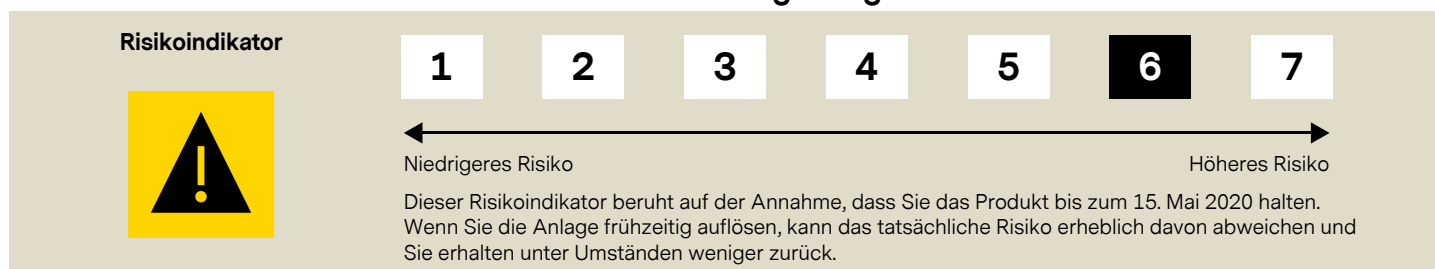 Risikoindikator
1 2 3 4 5 6 7
Niedrigeres Risiko Höheres Risiko
Dieser Risikoindikator beruht auf der Annahme, dass Sie das Produkt bis zum 15. Mai 2020 halten.
Wenn Sie die Anlage frühzeitig auflösen, kann das tatsächliche Risiko erheblich davon abweichen und
Sie erhalten unter Umständen weniger zurück.